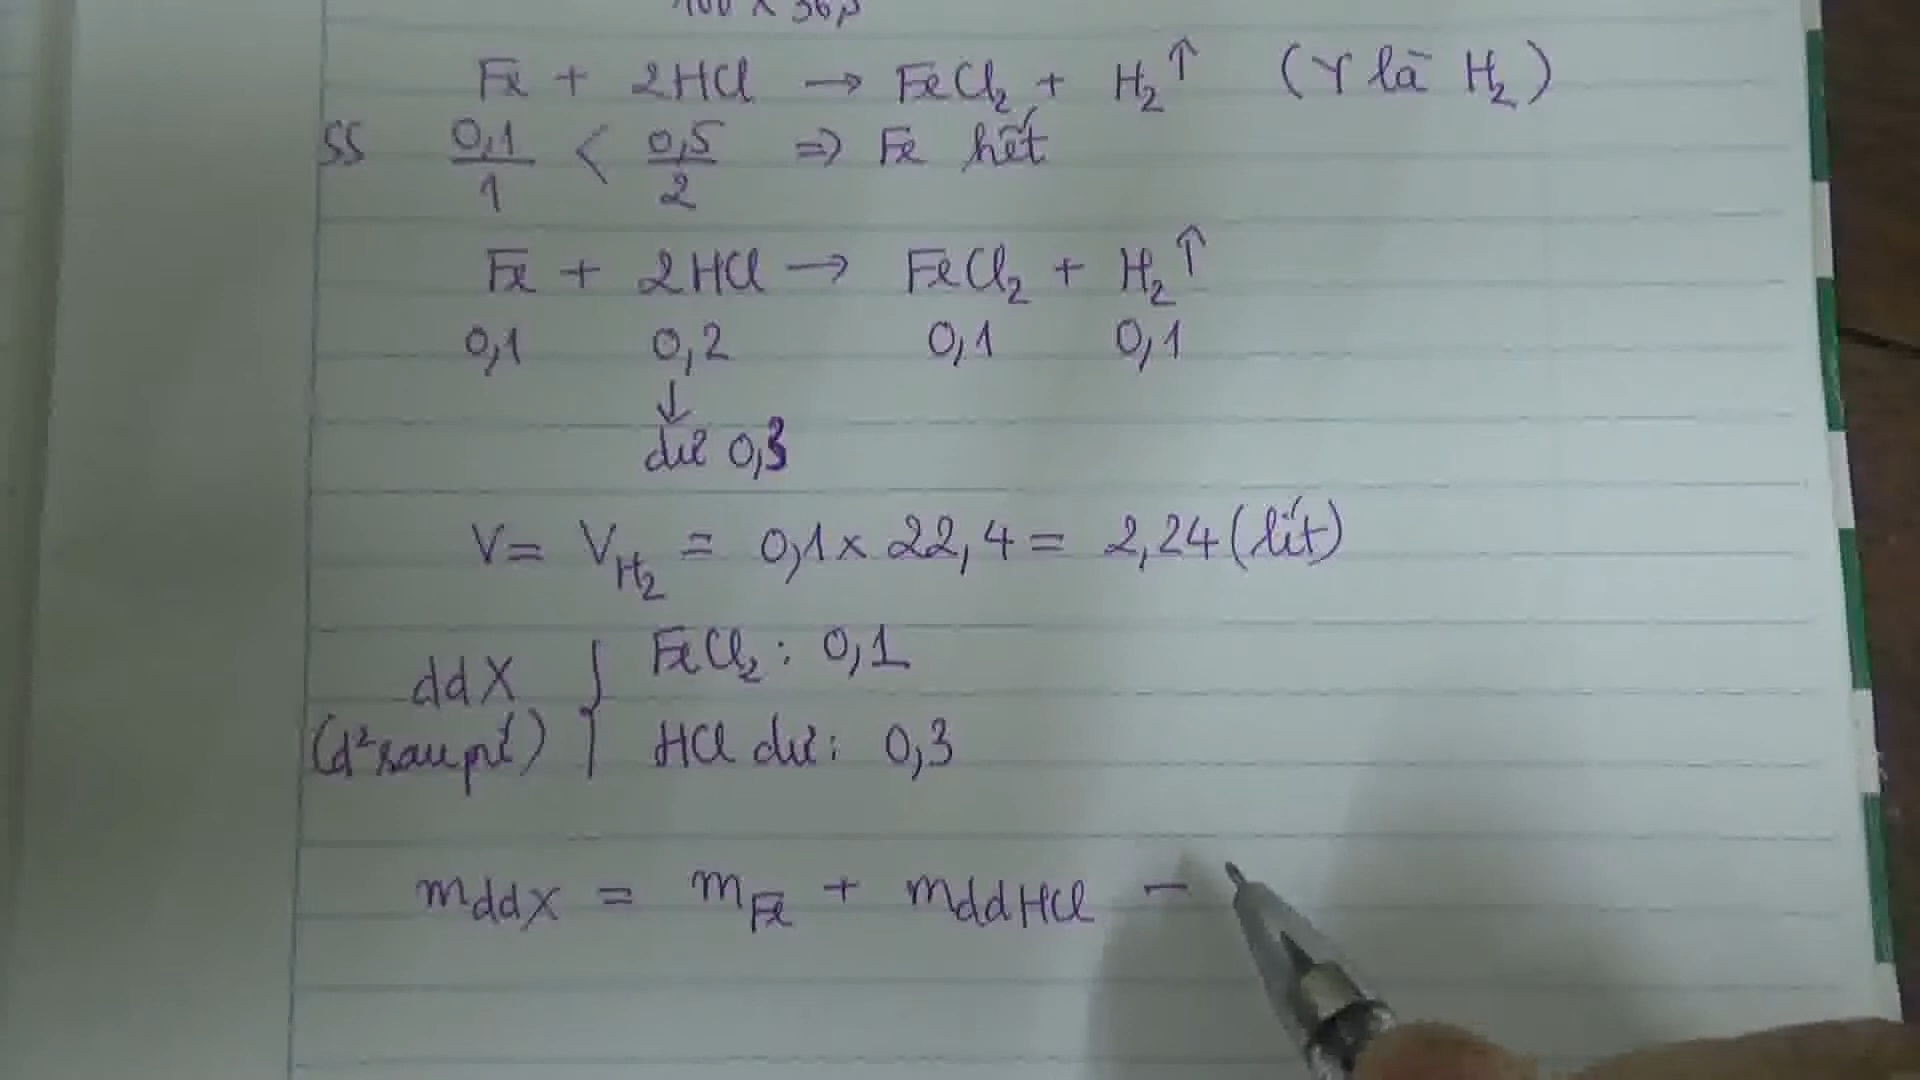 Fe + 2HCl → FeCl₂ + H₂↑ (Y là H₂)
SS 0,1/1 < 0,5/2 => Fe hết
Fe + 2HCl → FeCl₂ + H₂↑
0,1 0,2 0,1 0,1
↓
dư 0,3
V = V_H₂ = 0,1 x 22,4 = 2,24 (lít)
ddX { FeCl₂ : 0,1
(d² sau pư) HCl dư : 0,3
mddX = mFe + mddHCl −